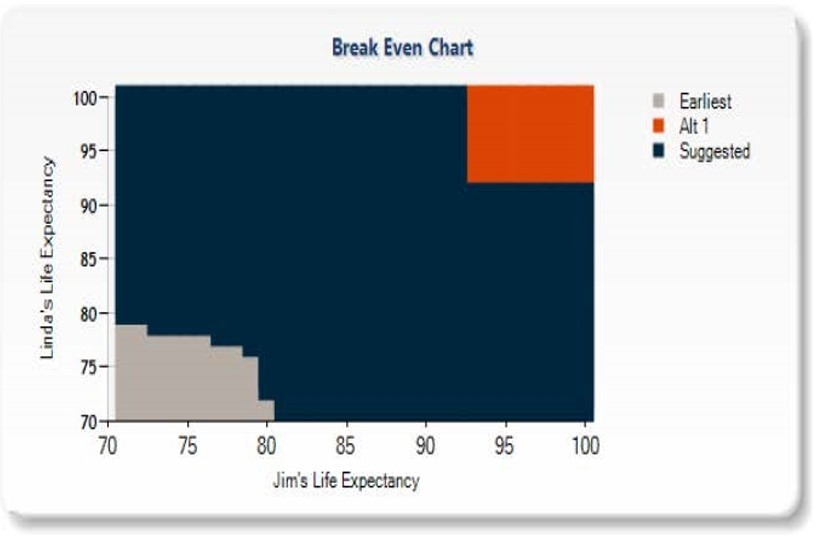 Break Even Chart
Linda's Life Expectancy
100
95
90
85
80
75
70
70 75 80 85 90 95 100
Jim's Life Expectancy
Earliest
Alt 1
Suggested